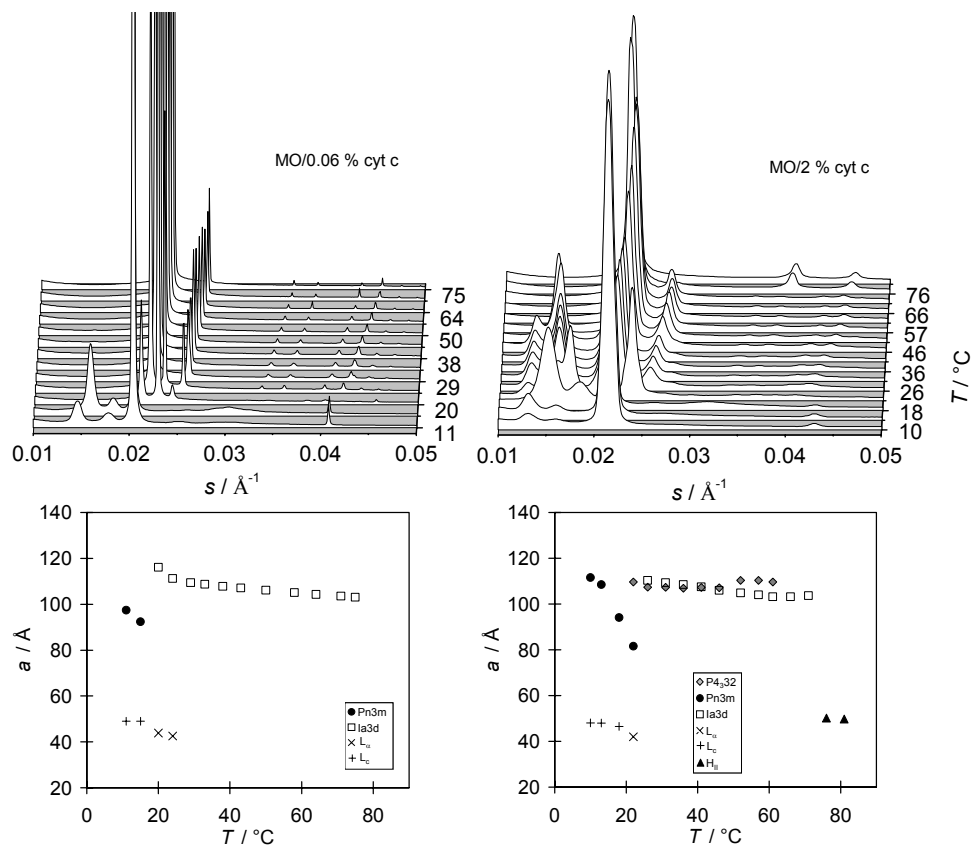 MO/0.06 % cyt c
75
64
50
38
29
20
11
0.01 0.02 0.03 0.04 0.05
s / Å-1
MO/2 % cyt c
76
66
57
46
36
26
18
10
T / °C
0.01 0.02 0.03 0.04 0.05
s / Å-1
140
120
100
80
60
40
20
a / Å
0 20 40 60 80
T / °C
Pn3m
Ia3d
Lα
Lc
140
120
100
80
60
40
20
a / Å
0 20 40 60 80
T / °C
P4332
Pn3m
Ia3d
Lα
Lc
HII